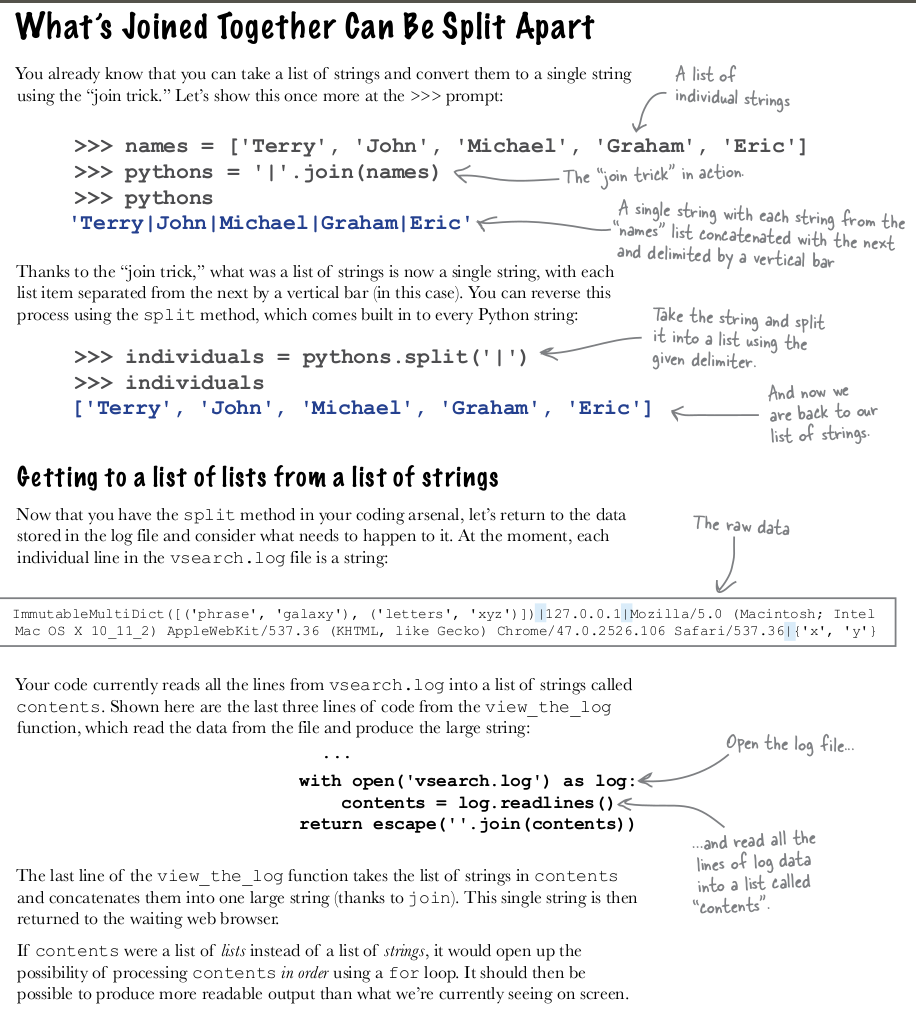 What's Joined Together Can Be Split Apart
You already know that you can take a list of strings and convert them to a single string
using the “join trick.” Let's show this once more at the >>> prompt:
A list of
individual strings
>>> names = ['Terry', 'John', 'Michael', 'Graham', 'Eric']
>>> pythons = '|'.join(names)
The “join trick” in action.
>>> pythons
'Terry|John|Michael|Graham|Eric'
A single string with each string from the
“names” list concatenated with the next
and delimited by a vertical bar
Thanks to the “join trick,” what was a list of strings is now a single string, with each
list item separated from the next by a vertical bar (in this case). You can reverse this
process using the split method, which comes built in to every Python string:
Take the string and split
it into a list using the
given delimiter.
>>> individuals = pythons.split('|')
>>> individuals
['Terry', 'John', 'Michael', 'Graham', 'Eric']
And now we
are back to our
list of strings.
Getting to a list of lists from a list of strings
Now that you have the split method in your coding arsenal, let's return to the data
stored in the log file and consider what needs to happen to it. At the moment, each
individual line in the vsearch.log file is a string:
The raw data
ImmutableMultiDict([('phrase', 'galaxy'), ('letters', 'xyz')])|127.0.0.1|Mozilla/5.0 (Macintosh; Intel
Mac OS X 10_11_2) AppleWebKit/537.36 (KHTML, like Gecko) Chrome/47.0.2526.106 Safari/537.36|{'x', 'y'}
Your code currently reads all the lines from vsearch.log into a list of strings called
contents. Shown here are the last three lines of code from the view_the_log
function, which read the data from the file and produce the large string:
...
with open('vsearch.log') as log:
contents = log.readlines()
return escape(''.join(contents))
Open the log file...
...and read all the
lines of log data
into a list called
“contents”.
The last line of the view_the_log function takes the list of strings in contents
and concatenates them into one large string (thanks to join). This single string is then
returned to the waiting web browser.
If contents were a list of lists instead of a list of strings, it would open up the
possibility of processing contents in order using a for loop. It should then be
possible to produce more readable output than what we're currently seeing on screen.